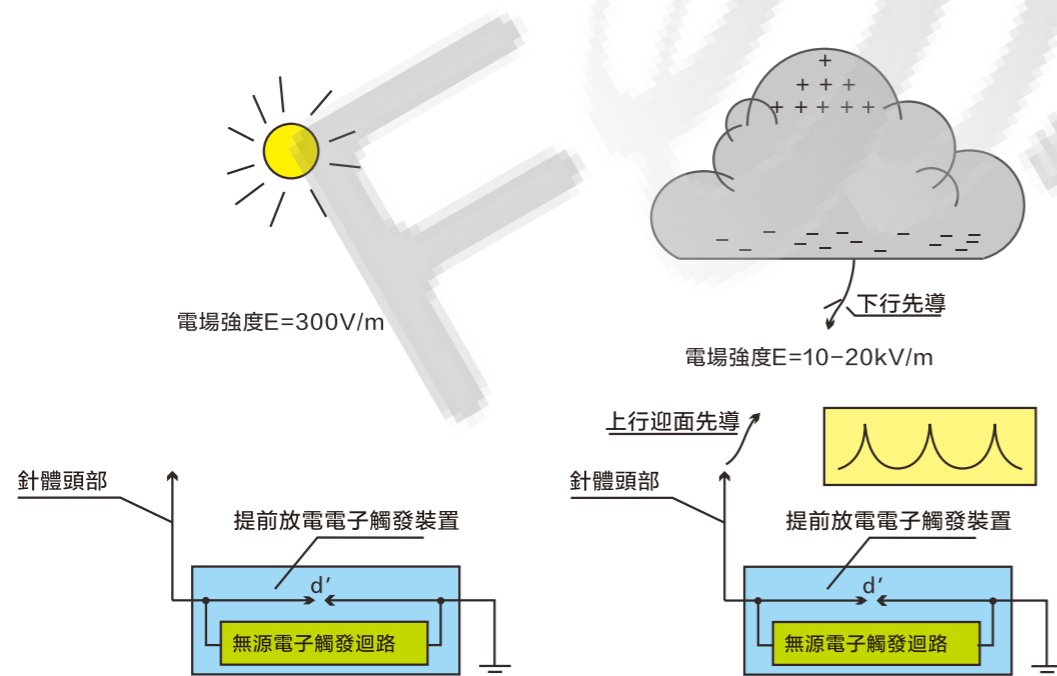 電場強度E=300V/m
針體頭部
提前放電電子觸發裝置
d′
無源電子觸發迴路
下行先導
電場強度E=10−20kV/m
上行迎面先導
針體頭部
提前放電電子觸發裝置
d′
無源電子觸發迴路